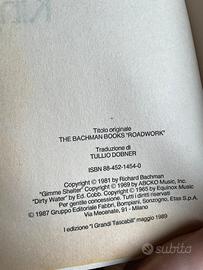 Titolo originale
THE BACHMAN BOOKS "ROADWORK"
Traduzione di
TULLIO DOBNER
ISBN 88-452-1454-0
Copyright © 1981 by Richard Bachman
"Gimme Shelter" Copyright © 1969 by ABCKO Music, Inc.
"Dirty Water" by Ed. Cobb. Copyright © 1965 by Equinox Music
Per gentile concessione. Tutti i diritti riservati.
© 1987 Gruppo Editoriale Fabbri, Bompiani, Sonzogno, Etas S.p.A.
Via Mecenate, 91 - Milano
I edizione "I Grandi Tascabili" maggio 1989
subito